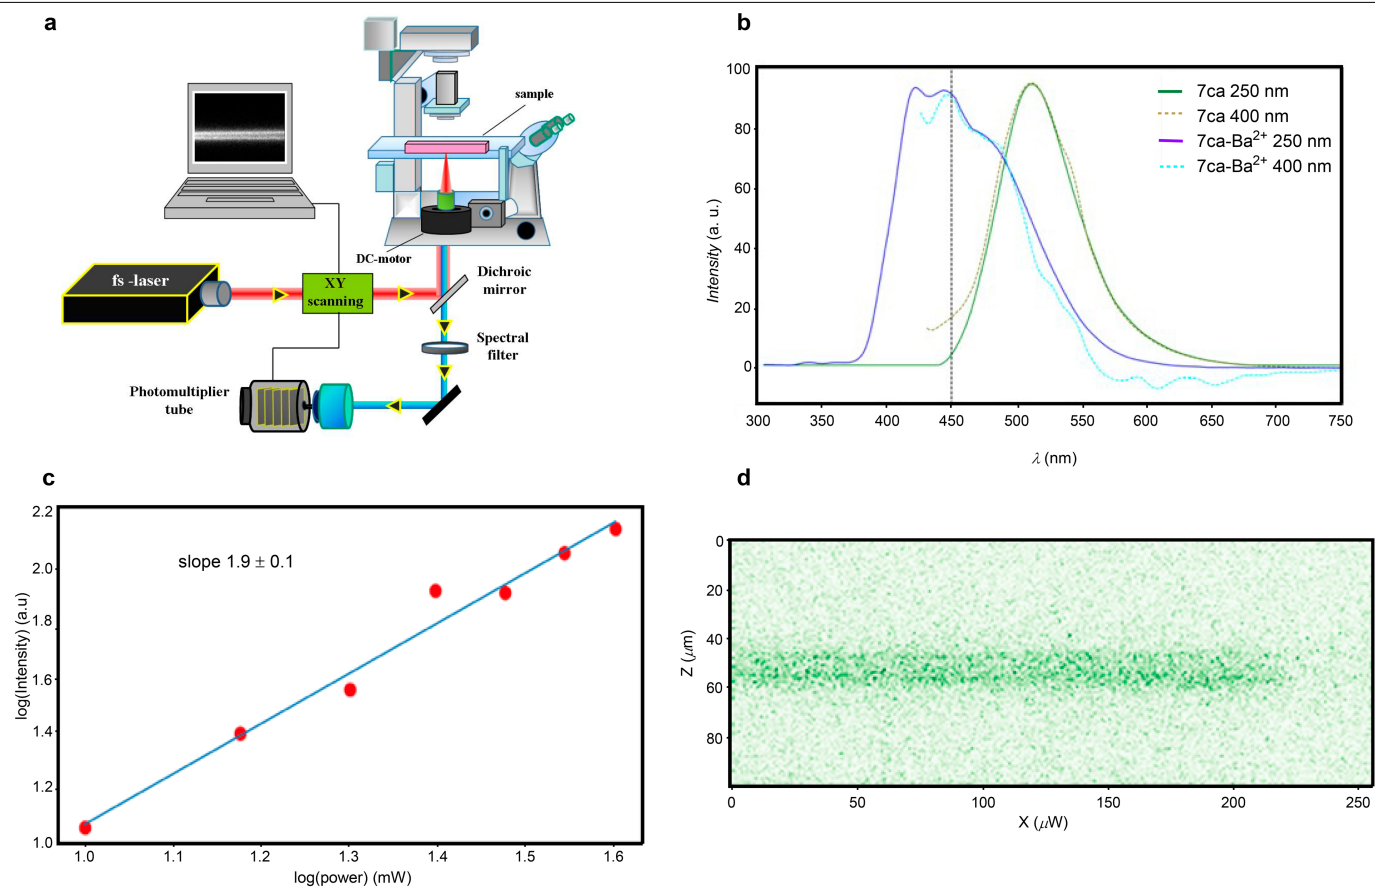 a
sample
DC-motor
fs -laser
XY
scanning
Dichroic
mirror
Spectral
filter
Photomultiplier
tube
b
100
80
60
40
20
0
Intensity (a. u.)
7ca 250 nm
7ca 400 nm
7ca-Ba²⁺ 250 nm
7ca-Ba²⁺ 400 nm
300 350 400 450 500 550 600 650 700 750
λ (nm)
c
2.2
2.0
1.8
1.6
1.4
1.2
1.0
log(Intensity) (a.u)
slope 1.9 ± 0.1
1.0 1.1 1.2 1.3 1.4 1.5 1.6
log(power) (mW)
d
0
20
40
60
80
Z (μm)
0 50 100 150 200 250
X (μW)